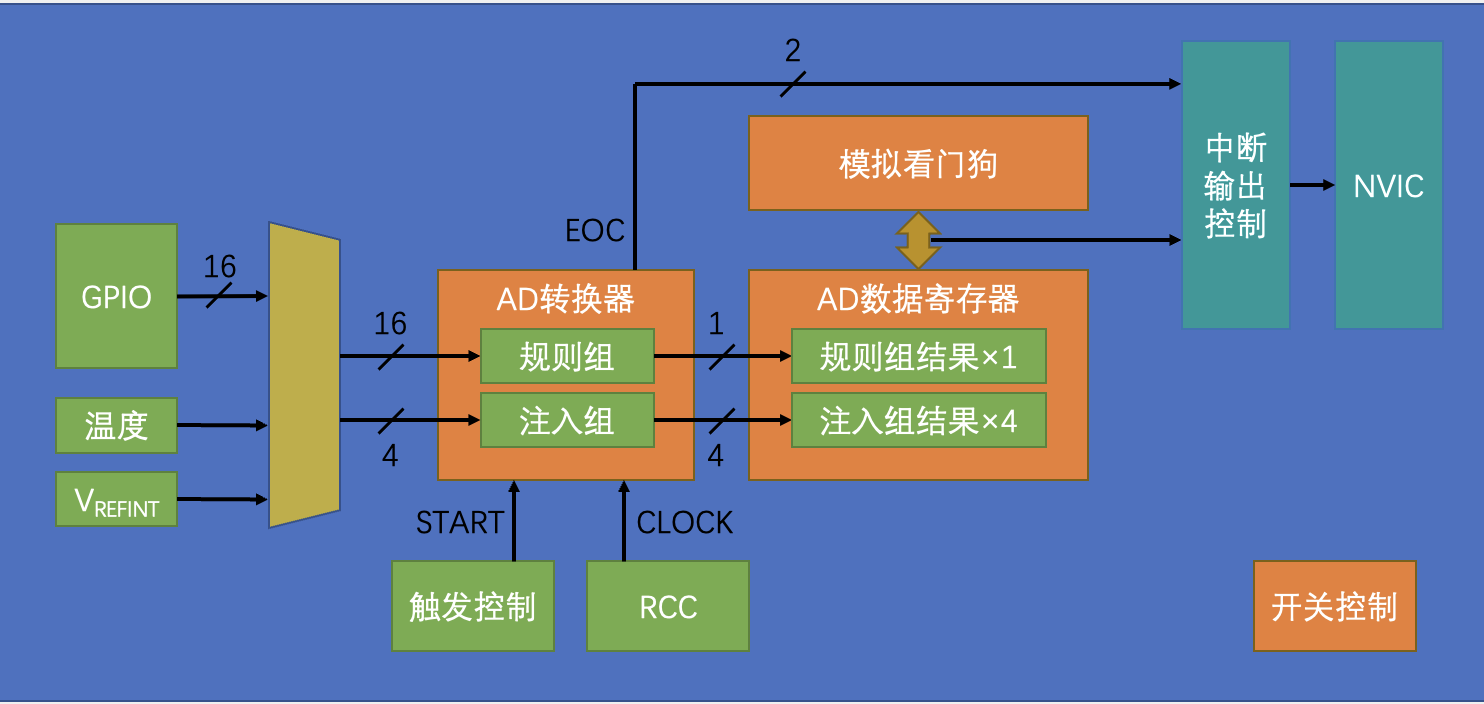 2
模拟看门狗
中断
输出
控制
NVIC
EOC
GPIO
16
AD转换器
AD数据寄存器
16
规则组
1
规则组结果×1
温度
注入组
注入组结果×4
4
4
VREFINT
START
CLOCK
触发控制
RCC
开关控制